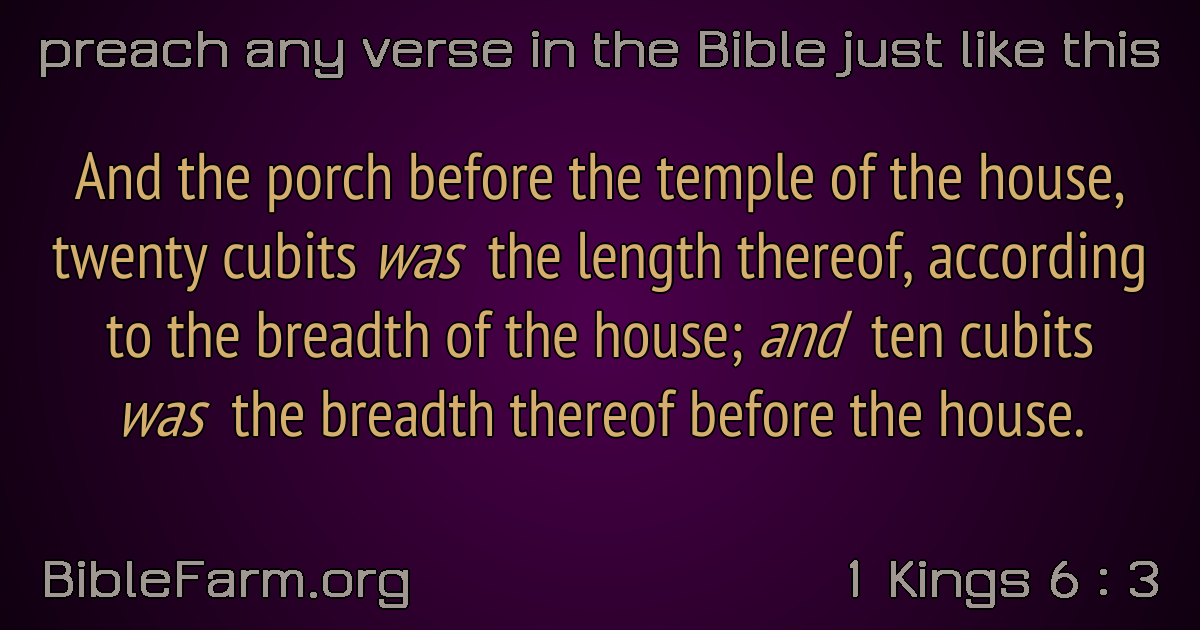 preach any verse in the Bible just like this
And the porch before the temple of the house,
twenty cubits was the length thereof, according
to the breadth of the house; and ten cubits
was the breadth thereof before the house.
BibleFarm.org
1 Kings 6 : 3